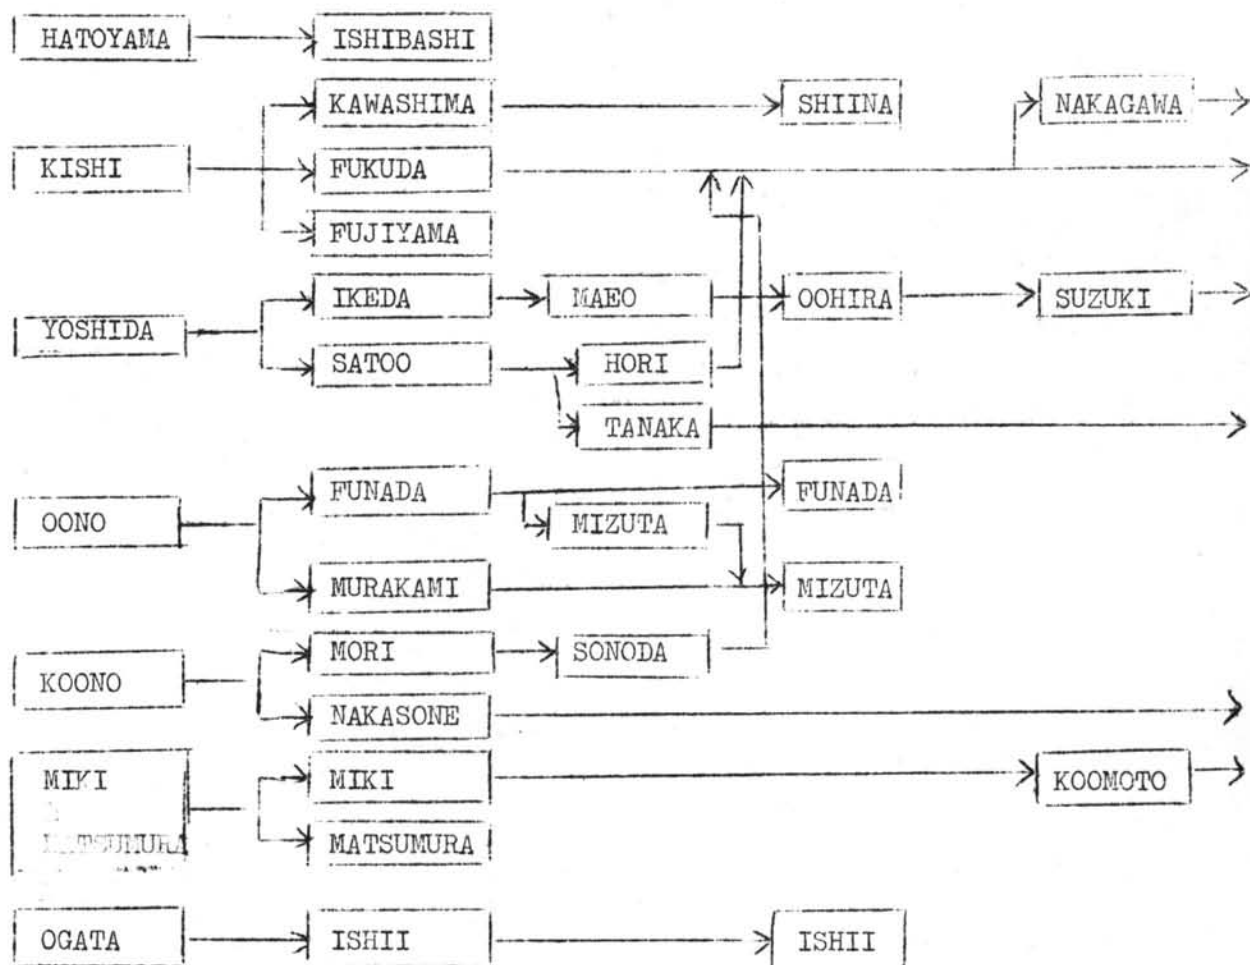 HATOYAMA
ISHIBASHI
KAWASHIMA
SHIINA
NAKAGAWA
KISHI
FUKUDA
FUJIYAMA
IKEDA
MAEO
OOHIRA
SUZUKI
YOSHIDA
SATOO
HORI
TANAKA
FUNADA
FUNADA
OONO
MIZUTA
MURAKAMI
MIZUTA
MORI
SONODA
KOONO
NAKASONE
MIKI
MIKI
KOOMOTO
MATSUMURA
MATSUMURA
OGATA
ISHII
ISHII